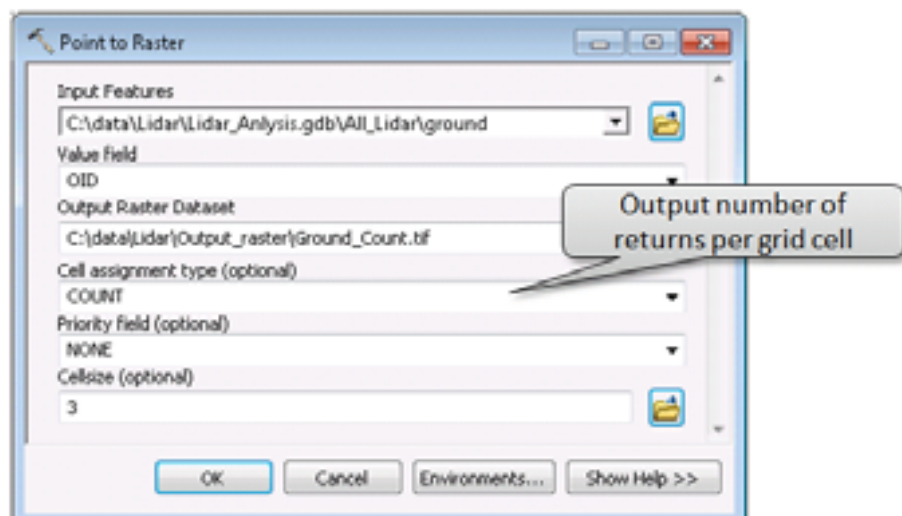 Point to Raster
Input Features
C:\data\Lidar\Lidar_Anlysis.gdb\All_Lidar\ground
Value field
OID
Output Raster Dataset
C:\data\Lidar\Output_raster\Ground_Count.tif
Output number of
returns per grid cell
Cell assignment type (optional)
COUNT
Priority field (optional)
NONE
Cellsize (optional)
3
OK
Cancel
Environments...
Show Help >>